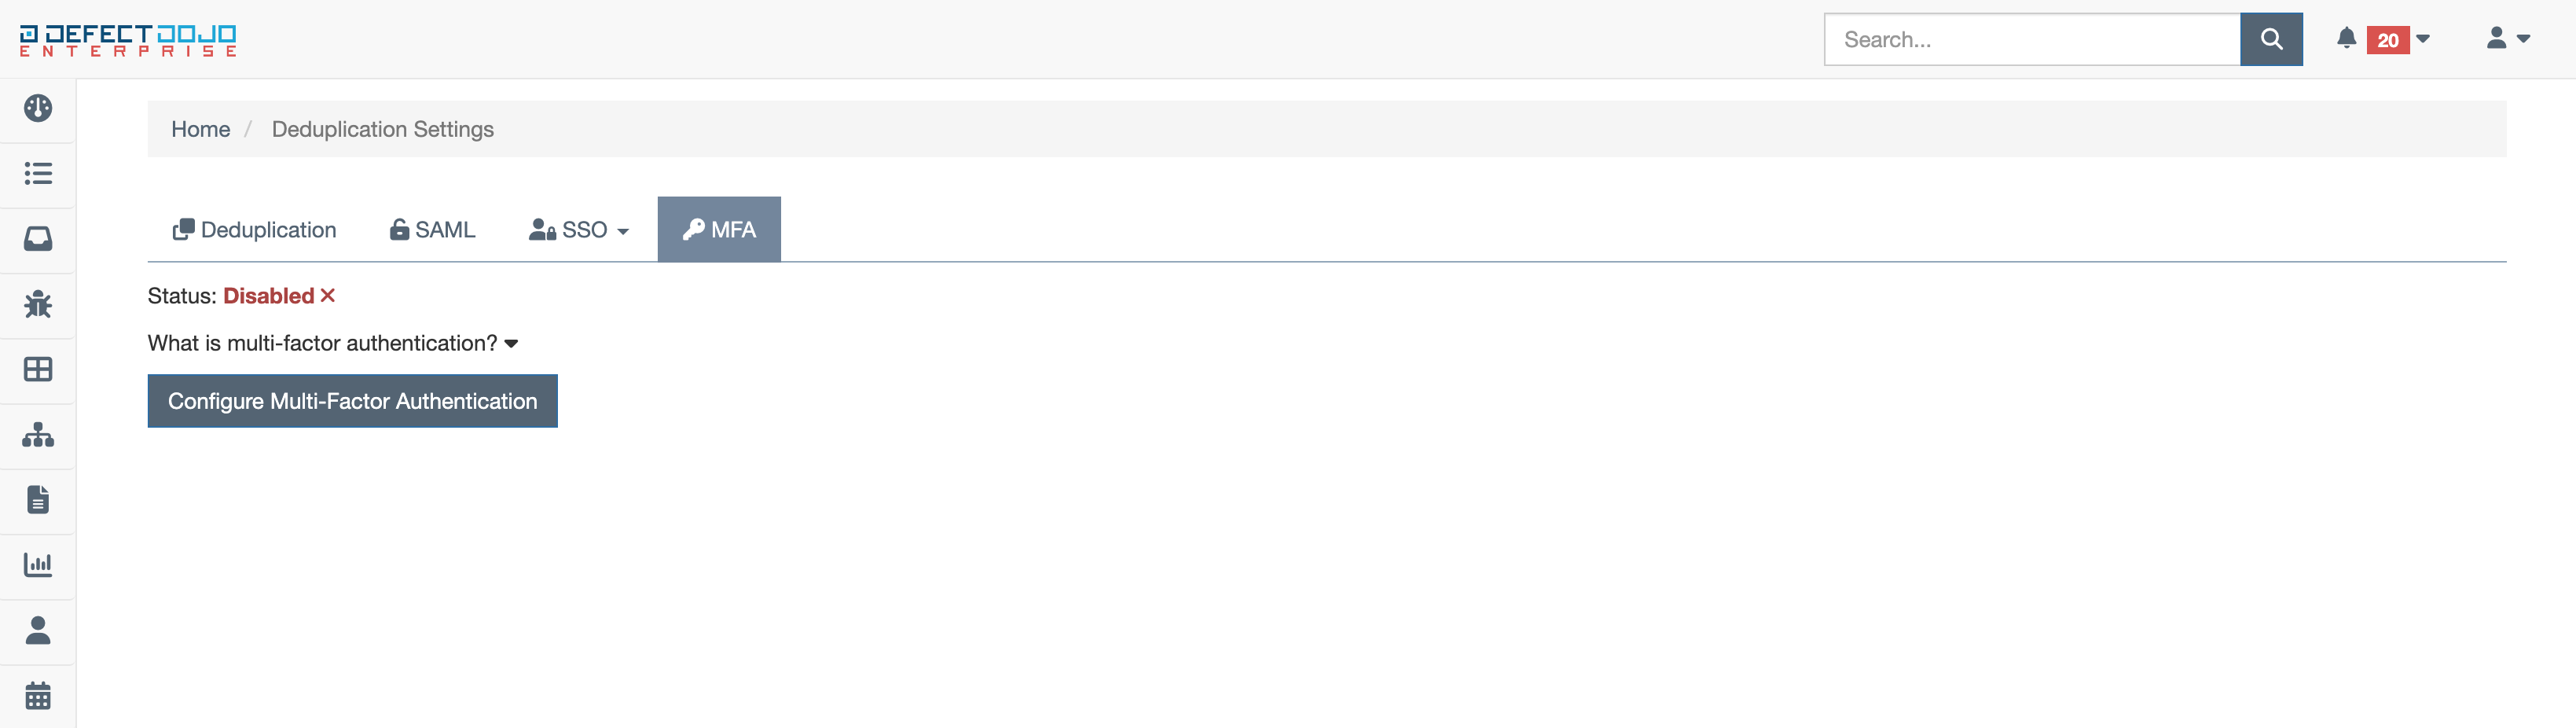 DEFECTDOJO
ENTERPRISE
Search...
20
Home / Deduplication Settings
Deduplication SAML SSO MFA
Status: Disabled
What is multi-factor authentication?
Configure Multi-Factor Authentication